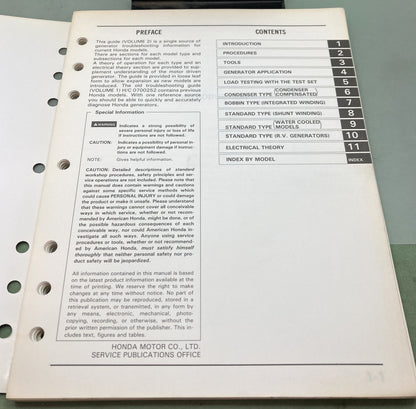 PREFACE
This guide (VOLUME 2) is a single source of
generator troubleshooting information for
current Honda models.
There are sections for each model type and
subsections for each model.
A theory of operation for each type and an
electrical theory section are provided to sup-
plement understanding of the motor driven
generator. The guide is provided in loose leaf
form to allow expansion as new models are
introduced. The old troubleshooting guide
(VOLUME 1) H/C 0700252 contains previous
Honda models. With one reference source
you should be able to quickly and accurately
diagnose Honda generators.
Special Information
WARNING Indicates a strong possibility of
severe personal injury or loss of life
if instructions are not followed.
CAUTION: Indicates a possibility of personal in-
jury or equipment damage if instruc-
tions are not followed.
NOTE: Gives helpful information.
CAUTION: Detailed descriptions of standard
workshop procedures, safety principles and ser-
vice operations are not included. Please note that
this manual does contain warnings and cautions
against some specific service methods which
could cause PERSONAL INJURY or could damage
the product or make it unsafe. Please understand
that these warnings cannot cover all conceivable
ways in which service, whether or not recom-
mended by American Honda, might be done, or of
the possible hazardous consequences of each
conceivable way, nor could American Honda in-
vestigate all such ways. Anyone using service
procedures or tools, whether or not recommend-
ed by American Honda, must satisfy himself
thoroughly that neither personal safety nor pro-
duct safety will be jeopardized.
All information contained in this manual is based on
the latest product information available at the
time of printing. We reserve the right to make
changes at any time without notice. No part of
this publication may be reproduced, stored in a
retrieval system, or transmitted, in any form by
any means, electronic, mechanical, photo-
copying, recording, or otherwise, without the
prior written permission of the publisher. This in-
cludes text, figures and tables.
HONDA MOTOR CO., LTD.
SERVICE PUBLICATIONS OFFICE
CONTENTS
INTRODUCTION 1
PROCEDURES 2
TOOLS 3
GENERATOR APPLICATION 4
LOAD TESTING WITH THE TEST SET 5
CONDENSER TYPE (CONDENSER COMPENSATED) 6
BOBBIN TYPE (INTEGRATED WINDING) 7
STANDARD TYPE (SHUNT WINDING) 8
STANDARD TYPE (WATER COOLED MODELS) 9
STANDARD TYPE (R.V. GENERATORS) 10
ELECTRICAL THEORY 11
INDEX BY MODEL INDEX